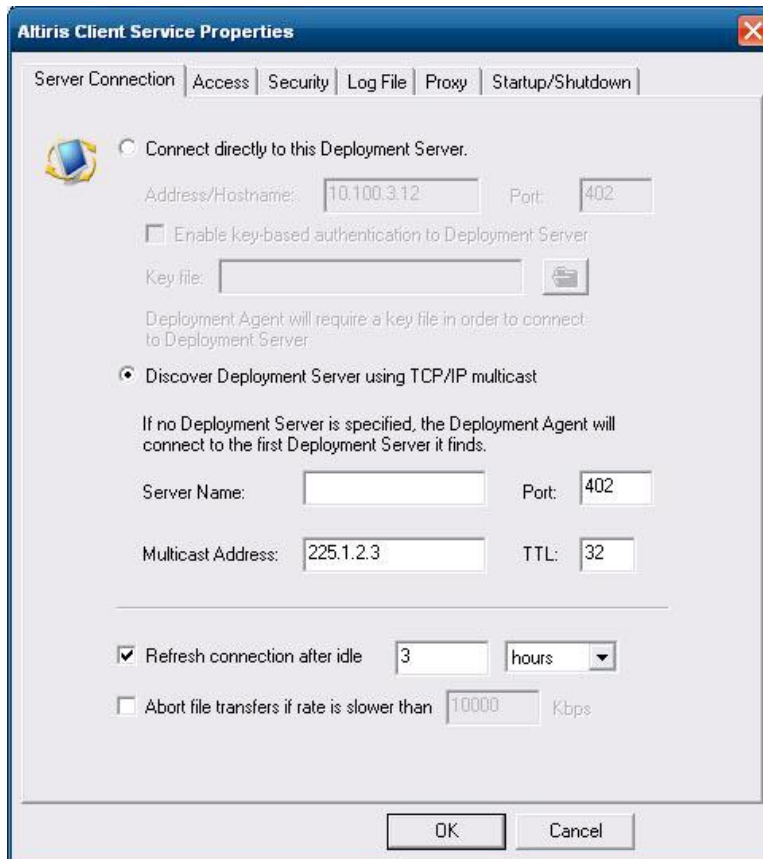 Altiris Client Service Properties
Server Connection Access Security Log File Proxy Startup/Shutdown
Connect directly to this Deployment Server.
Address/Hostname: 10.100.3.12 Port: 402
Enable key-based authentication to Deployment Server
Key file:
Deployment Agent will require a key file in order to connect
to Deployment Server
Discover Deployment Server using TCP/IP multicast
If no Deployment Server is specified, the Deployment Agent will
connect to the first Deployment Server it finds.
Server Name: Port: 402
Multicast Address: 225.1.2.3 TTL: 32
Refresh connection after idle 3 hours
Abort file transfers if rate is slower than 10000 Kbps
OK Cancel